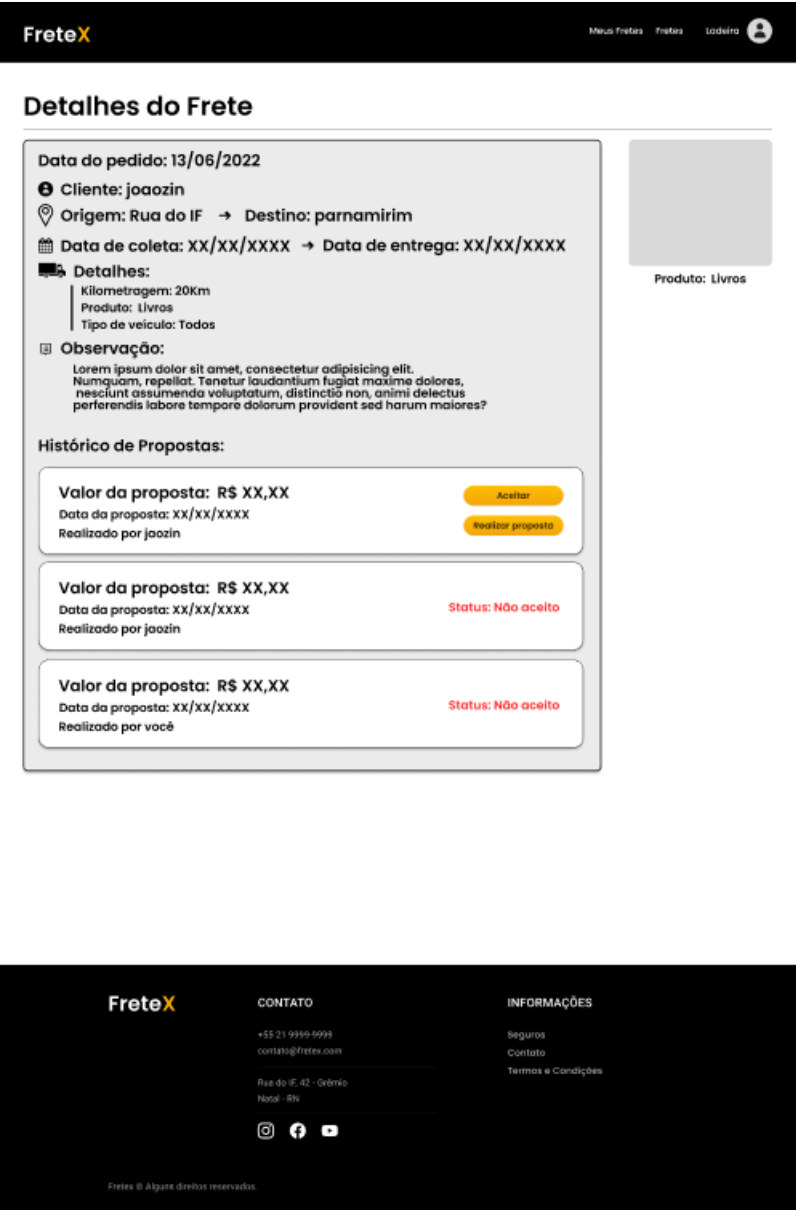 FreteX
Meus Fretes Fretes Ladeira
Detalhes do Frete
Data do pedido: 13/06/2022
Cliente: joaozin
Origem: Rua do IF → Destino: parnamirim
Data de coleta: XX/XX/XXXX → Data de entrega: XX/XX/XXXX
Detalhes:
Kilometragem: 20Km
Produto: Livros
Tipo de veículo: Todos
Observação:
Lorem ipsum dolor sit amet, consectetur adipisicing elit.
Numquam, repellat. Tenetur laudantium fugiat maxime dolores,
nesciunt assumenda voluptatum, distinctio non, animi delectus
perferendis labore tempore dolorum provident sed harum maiores?
Produto: Livros
Histórico de Propostas:
Valor da proposta: R$ XX,XX
Data da proposta: XX/XX/XXXX
Realizado por jaozin
Aceitar
Realizar proposta
Valor da proposta: R$ XX,XX
Data da proposta: XX/XX/XXXX
Realizado por jaozin
Status: Não aceito
Valor da proposta: R$ XX,XX
Data da proposta: XX/XX/XXXX
Realizado por você
Status: Não aceito
FreteX
CONTATO
+55 21 9999-9999
contato@fretex.com
Rua do IF, 42 - Grêmio
Natal - RN
INFORMAÇÕES
Seguros
Contato
Termos e Condições
Fretex © Alguns direitos reservados.